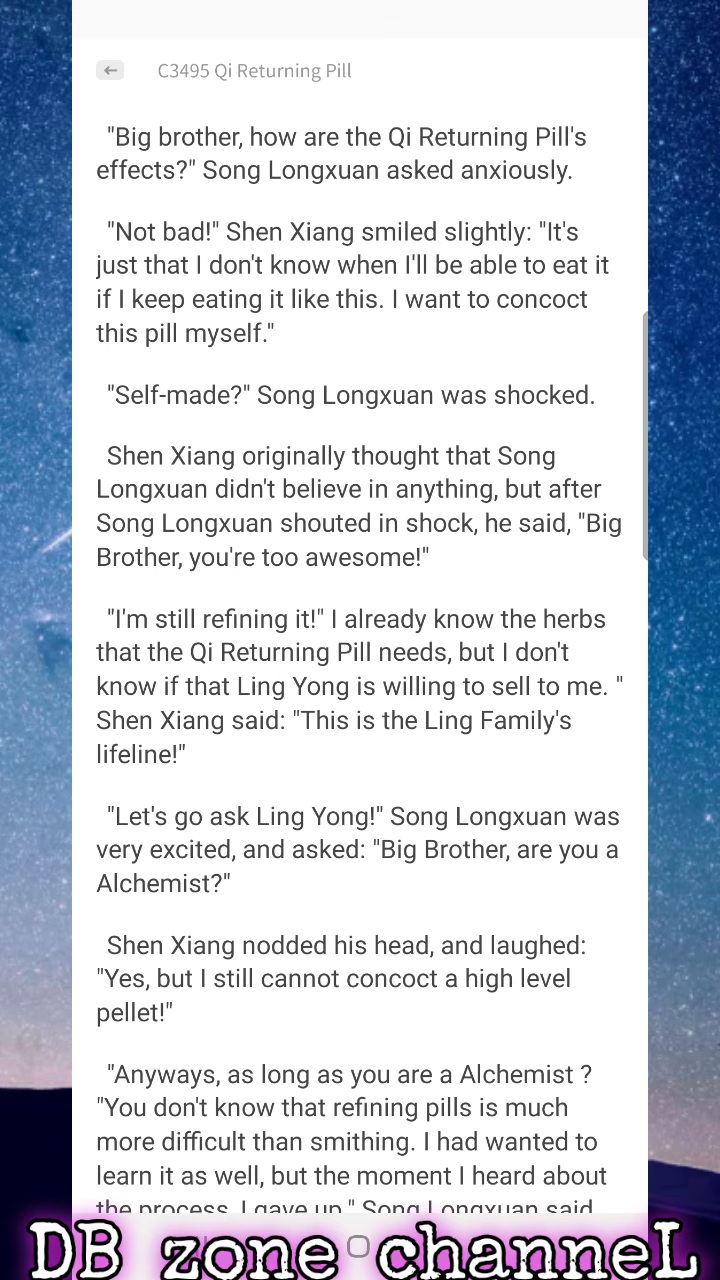 C3495 Qi Returning Pill
"Big brother, how are the Qi Returning Pill's
effects?" Song Longxuan asked anxiously.
"Not bad!" Shen Xiang smiled slightly: "It's
just that I don't know when I'll be able to eat it
if I keep eating it like this. I want to concoct
this pill myself."
"Self-made?" Song Longxuan was shocked.
Shen Xiang originally thought that Song
Longxuan didn't believe in anything, but after
Song Longxuan shouted in shock, he said, "Big
Brother, you're too awesome!"
"I'm still refining it!" I already know the herbs
that the Qi Returning Pill needs, but I don't
know if that Ling Yong is willing to sell to me. "
Shen Xiang said: "This is the Ling Family's
lifeline!"
"Let's go ask Ling Yong!" Song Longxuan was
very excited, and asked: "Big Brother, are you a
Alchemist?"
Shen Xiang nodded his head, and laughed:
"Yes, but I still cannot concoct a high level
pellet!"
"Anyways, as long as you are a Alchemist ?
"You don't know that refining pills is much
more difficult than smithing. I had wanted to
learn it as well, but the moment I heard about
the process, I gave up." Song Longxuan said
DB zone channeL